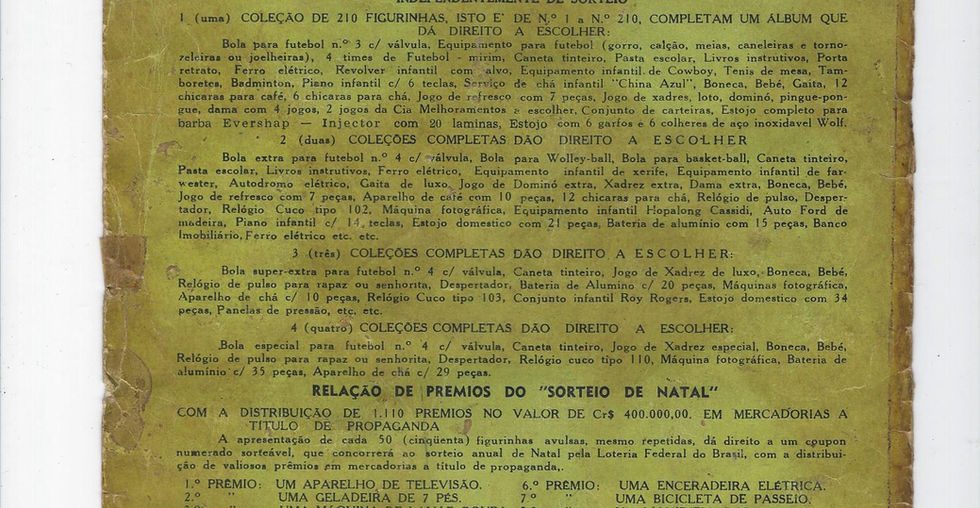 INDEPENDENTEMENTE DE SORTEIO
1 (uma) COLEÇÃO DE 210 FIGURINHAS, ISTO E' DE N.º 1 a N.º 210, COMPLETAM UM ÁLBUM QUE
DÁ DIREITO A ESCOLHER:
Bola para futebol n.º 3 c/ válvula, Equipamento para futebol (gorro, calção, meias, caneleiras e torno-
zeleiras ou joelheiras), 4 times de Futebol - mirim, Caneta tinteiro, Pasta escolar, Livros instrutivos, Porta
retrato, Ferro elétrico, Revolver infantil com alvo, Equipamento infantil de Cowboy, Tenis de mesa, Tam-
boretes, Badminton, Piano infantil c/ 6 teclas, Serviço de chá infantil "China Azul", Boneca, Bebé, Gaita, 12
chicaras para café, 6 chicaras para chá, Jogo de refresco com 7 peças, Jogo de xadres, loto, dominó, pingue-pon-
gue, dama com 4 jogos, 2 jogos da Cia Melhoramentos a escolher, Conjunto de carteiras, Estojo completo para
barba Evershap — Injector com 20 laminas, Estojo com 6 garfos e 6 colheres de aço inoxidavel Wolf.
2 (duas) COLEÇÕES COMPLETAS DÃO DIREITO A ESCOLHER
Bola extra para futebol n.º 4 c/ válvula, Bola para Wolley-ball, Bola para basket-ball, Caneta tinteiro,
Pasta escolar, Livros instrutivos, Ferro elétrico, Equipamento infantil de xerife, Equipamento infantil de far-
wester, Autodromo elétrico, Gaita de luxo, Jogo de Dominó extra, Xadrez extra, Dama extra, Boneca, Bebé,
Jogo de refresco com 7 peças, Aparelho de café com 10 peças, 12 chicaras para chá, Relógio de pulso, Desper-
tador, Relógio Cuco tipo 102, Máquina fotográfica, Equipamento infantil Hopalong Cassidi, Auto Ford de
madeira, Piano infantil c/ 14 teclas, Estojo domestico com 21 peças, Bateria de alumínio com 15 peças, Banco
Imobiliário, Ferro elétrico etc. etc.
3 (três) COLEÇÕES COMPLETAS DÃO DIREITO A ESCOLHER:
Bola super-extra para futebol n.º 4 c/ válvula, Caneta tinteiro, Jogo de Xadrez de luxo, Boneca, Bebé,
Relógio de pulso para rapaz ou senhorita, Despertador, Bateria de Alumino c/ 20 peças, Máquinas fotográfica,
Aparelho de chá c/ 10 peças, Relógio Cuco tipo 103, Conjunto infantil Roy Rogers, Estojo domestico com 34
peças, Panelas de pressão, etc. etc.
4 (quatro) COLEÇÕES COMPLETAS DÃO DIREITO A ESCOLHER:
Bola especial para futebol n.º 4 c/ válvula, Caneta tinteiro, Jogo de Xadrez especial, Boneca, Bebé,
Relógio de pulso para rapaz ou senhorita, Despertador, Relógio cuco tipo 110, Máquina fotográfica, Bateria de
alumínio c/ 35 peças, Aparelho de chá c/ 29 peças.
RELAÇÃO DE PREMIOS DO "SORTEIO DE NATAL"
COM A DISTRIBUIÇÃO DE 1.110 PREMIOS NO VALOR DE Cr$ 400.000,00. EM MERCADORIAS A
TÍTULO DE PROPAGANDA
A apresentação de cada 50 (cinqüenta) figurinhas avulsas, mesmo repetidas, dá direito a um coupon
numerado sorteável, que concorrerá ao sorteio anual de Natal pela Loteria Federal do Brasil, com a distribui-
ção de valiosos prêmios em mercadorias a título de propaganda,.
1.º PRÊMIO: UM APARELHO DE TELEVISÃO.
2.º " UMA GELADEIRA DE 7 PÉS.
6.º PRÊMIO: UMA ENCERADEIRA ELÉTRICA.
7.º " UMA BICICLETA DE PASSEIO.